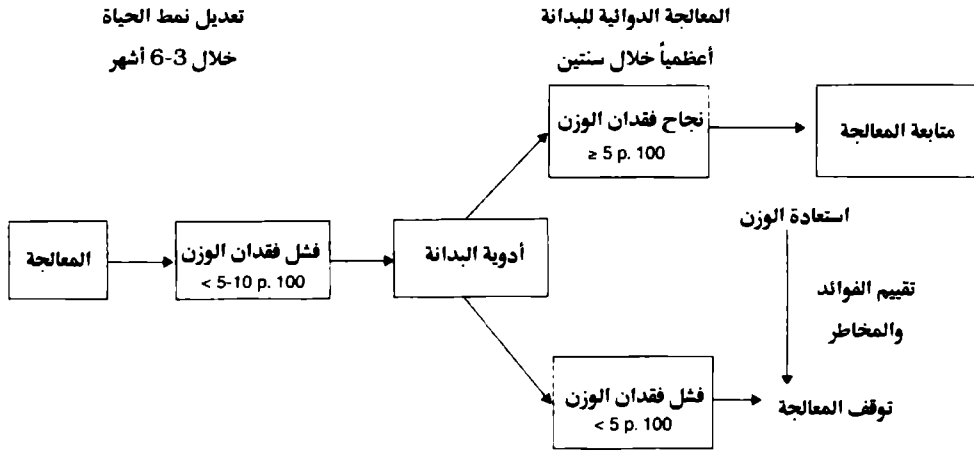 تعديل نمط الحياة
خلال 3-6 أشهر
المعالجة الدوائية للبدانة
أعظمياً خلال سنتين
نجاح فقدان الوزن
≥ 5 p. 100
متابعة المعالجة
استعادة الوزن
المعالجة
فشل فقدان الوزن
< 5-10 p. 100
أدوية البدانة
تقييم الفوائد
والمخاطر
فشل فقدان الوزن
< 5 p. 100
توقف المعالجة